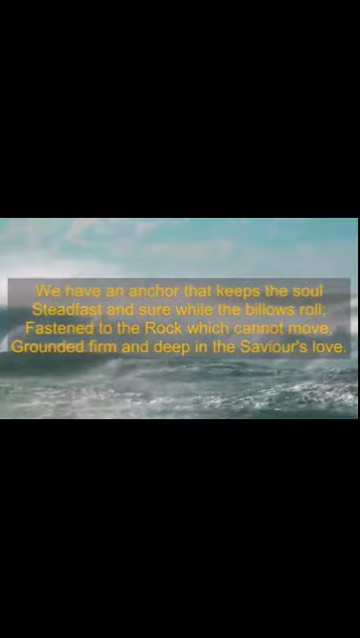 We have an anchor that keeps the soul
Steadfast and sure while the billows roll;
Fastened to the Rock which cannot move,
Grounded firm and deep in the Saviour's love.